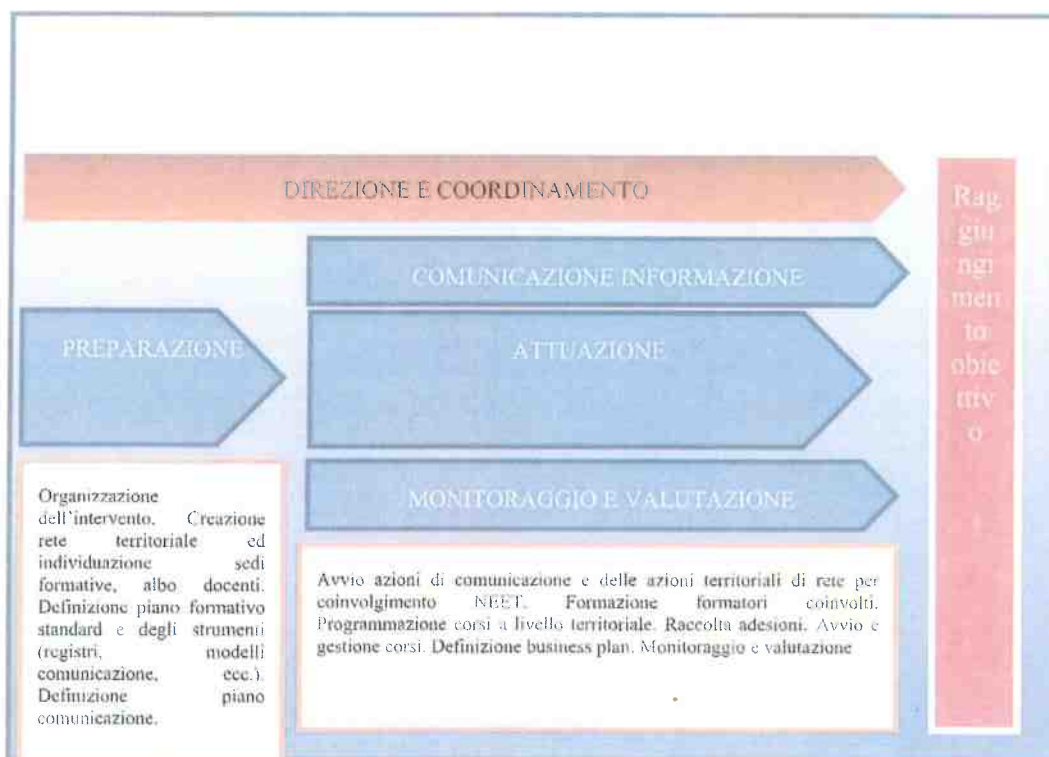 DIREZIONE E COORDINAMENTO
COMUNICAZIONE INFORMAZIONE
PREPARAZIONE
ATTUAZIONE
MONITORAGGIO E VALUTAZIONE
Rag
giu
ngi
men
to
obie
ttiv
o
Organizzazione
dell'intervento. Creazione
rete territoriale ed
individuazione sedi
formative, albo docenti.
Definizione piano formativo
standard e degli strumenti
(registri, modelli
comunicazione, ecc.).
Definizione piano
comunicazione.
Avvio azioni di comunicazione e delle azioni territoriali di rete per
coinvolgimento NEET. Formazione formatori coinvolti.
Programmazione corsi a livello territoriale. Raccolta adesioni. Avvio e
gestione corsi. Definizione business plan. Monitoraggio e valutazione